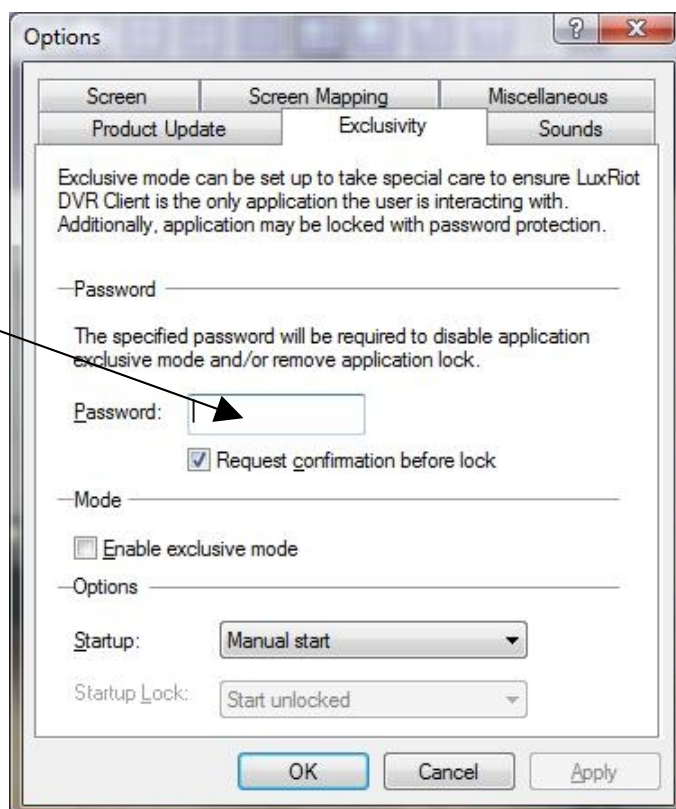 Options
Screen
Screen Mapping
Miscellaneous
Product Update
Exclusivity
Sounds
Exclusive mode can be set up to take special care to ensure LuxRiot
DVR Client is the only application the user is interacting with.
Additionally, application may be locked with password protection.
Password
The specified password will be required to disable application
exclusive mode and/or remove application lock.
Password:
Request confirmation before lock
Mode
Enable exclusive mode
Options
Startup:
Manual start
Startup Lock:
Start unlocked
OK
Cancel
Apply